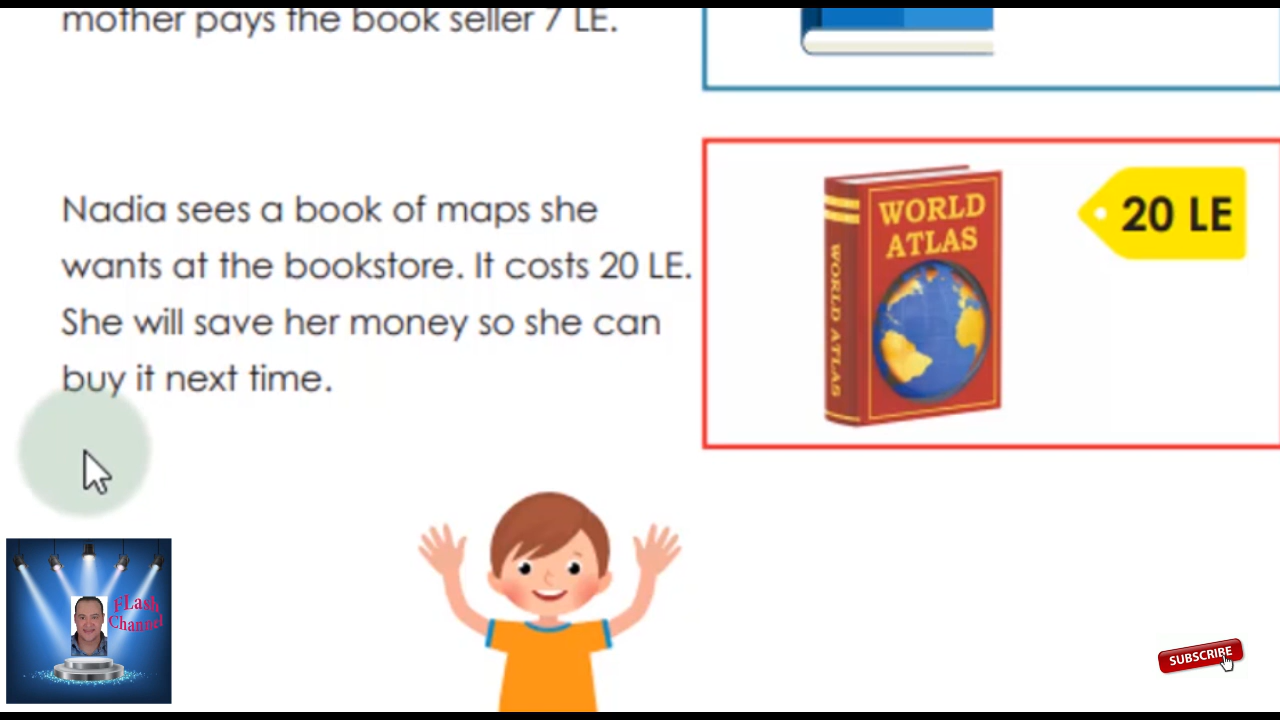 mother pays the book seller 7 LE.
Nadia sees a book of maps she
wants at the bookstore. It costs 20 LE.
She will save her money so she can
buy it next time.
WORLD
ATLAS
WORLD ATLAS
20 LE
FLash
Channel
SUBSCRIBE